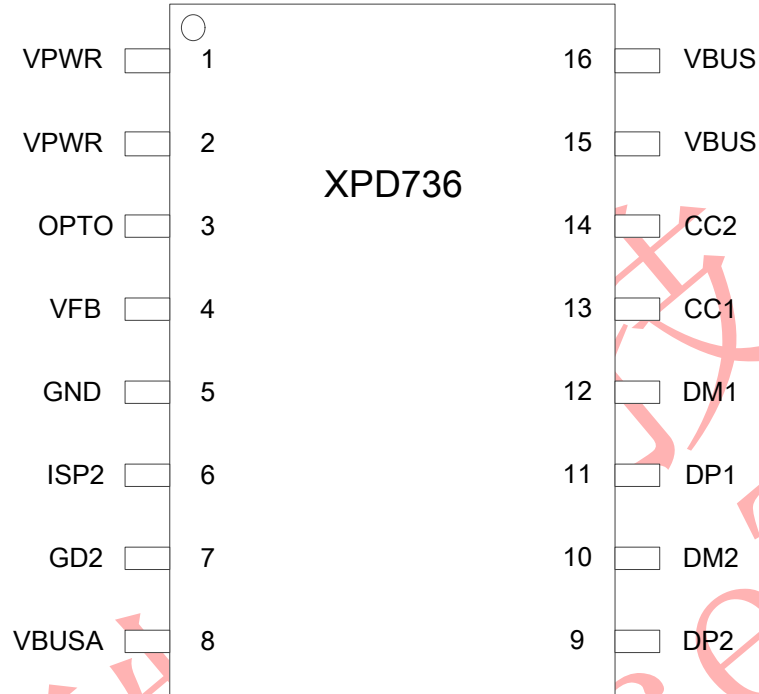 VPWR 1 16 VBUS
VPWR 2 15 VBUS
XPD736
OPTO 3 14 CC2
VFB 4 13 CC1
GND 5 12 DM1
ISP2 6 11 DP1
GD2 7 10 DM2
VBUSA 8 9 DP2